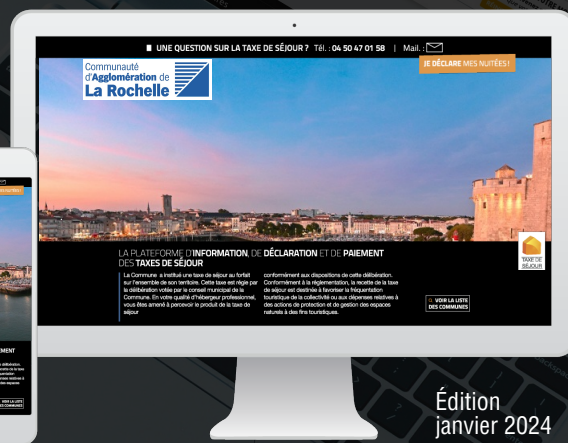 UNE QUESTION SUR LA TAXE DE SÉJOUR ? Tél. : 04 50 47 01 58 | Mail. :
JE DÉCLARE MES NUITÉES !
Communauté
d'Agglomération de
La Rochelle
LA PLATEFORME D'INFORMATION, DE DÉCLARATION ET DE PAIEMENT
DES TAXES DE SÉJOUR
La Commune a institué une taxe de séjour au forfait
sur l'ensemble de son territoire. Cette taxe est régie par
la délibération votée par le conseil municipal de la
Commune. En votre qualité d'hébergeur professionnel,
vous êtes amené à percevoir le produit de la taxe de
séjour
conformément aux dispositions de cette délibération.
Conformément à la réglementation, la recette de la taxe
de séjour est destinée à favoriser la fréquentation
touristique de la collectivité ou aux dépenses relatives à
des actions de protection et de gestion des espaces
naturels à des fins touristiques.
TAXE DE
SÉJOUR
VOIR LA LISTE
DES COMMUNES
Édition
janvier 2024